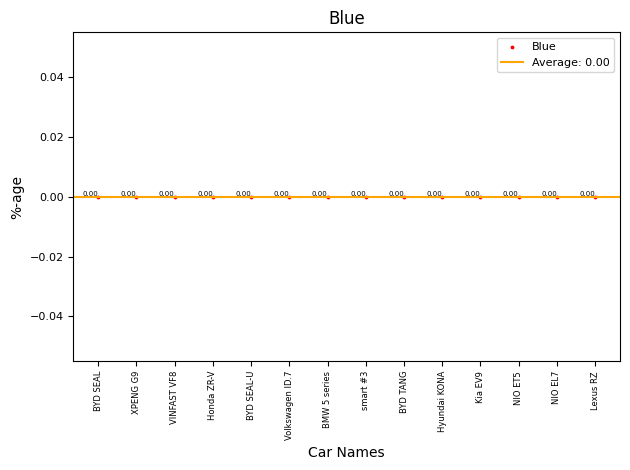 Blue
Blue
Average: 0.00
%-age
0.04
0.02
0.00
−0.02
−0.04
0.00 0.00 0.00 0.00 0.00 0.00 0.00 0.00 0.00 0.00 0.00 0.00 0.00 0.00
BYD SEAL
XPENG G9
VINFAST VF8
Honda ZR-V
BYD SEAL-U
Volkswagen ID.7
BMW 5 series
smart #3
BYD TANG
Hyundai KONA
Kia EV9
NIO ET5
NIO EL7
Lexus RZ
Car Names